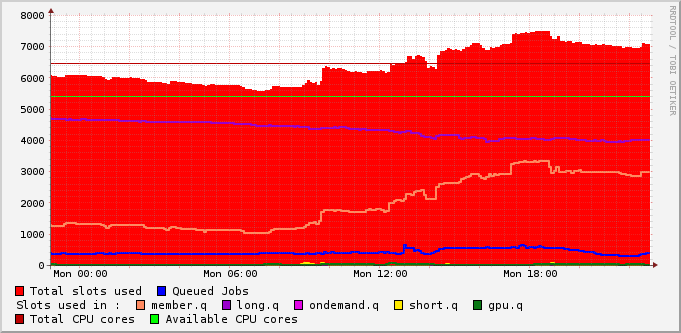 8000
7000
6000
5000
4000
3000
2000
1000
0
Mon 00:00 Mon 06:00 Mon 12:00 Mon 18:00
RRDTOOL / TOBI OETIKER
Total slots used Queued Jobs
Slots used in : member.q long.q ondemand.q short.q gpu.q
Total CPU cores Available CPU cores